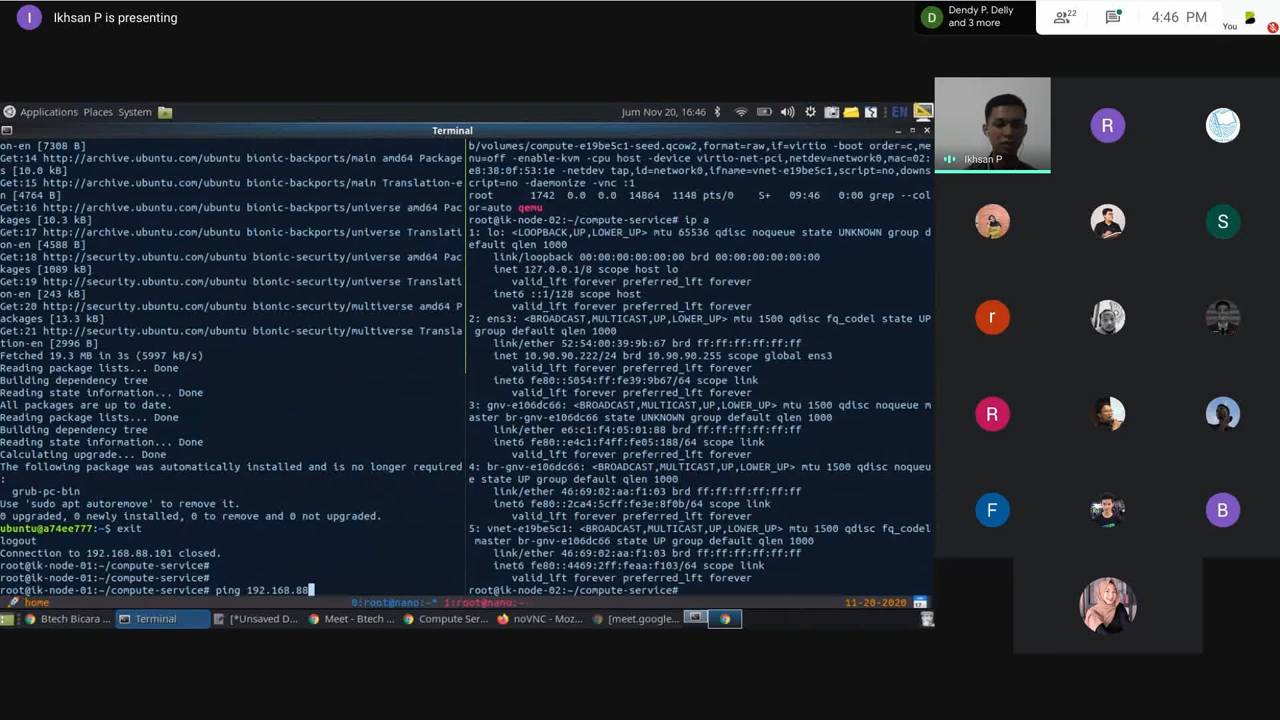 I
Ikhsan P is presenting
D
Dendy P. Delly
and 3 more
22
4:46 PM
You
Applications Places System
Jum Nov 20, 16:46
EN
Terminal
on-en [7308 B]
Get:14 http://archive.ubuntu.com/ubuntu bionic-backports/main amd64 Package
s [10.0 kB]
Get:15 http://archive.ubuntu.com/ubuntu bionic-backports/main Translation-e
n [4764 B]
Get:16 http://archive.ubuntu.com/ubuntu bionic-backports/universe amd64 Pac
kages [10.3 kB]
Get:17 http://archive.ubuntu.com/ubuntu bionic-backports/universe Translati
on-en [4588 B]
Get:18 http://security.ubuntu.com/ubuntu bionic-security/universe amd64 Pac
kages [1089 kB]
Get:19 http://security.ubuntu.com/ubuntu bionic-security/universe Translati
on-en [243 kB]
Get:20 http://security.ubuntu.com/ubuntu bionic-security/multiverse amd64 P
ackages [13.3 kB]
Get:21 http://security.ubuntu.com/ubuntu bionic-security/multiverse Transla
tion-en [2996 B]
Fetched 19.3 MB in 3s (5997 kB/s)
Reading package lists... Done
Building dependency tree
Reading state information... Done
All packages are up to date.
Reading package lists... Done
Building dependency tree
Reading state information... Done
Calculating upgrade... Done
The following package was automatically installed and is no longer required
:
grub-pc-bin
Use 'sudo apt autoremove' to remove it.
0 upgraded, 0 newly installed, 0 to remove and 0 not upgraded.
ubuntu@a74ee777:~$ exit
logout
Connection to 192.168.88.101 closed.
root@ik-node-01:~/compute-service#
root@ik-node-01:~/compute-service#
root@ik-node-01:~/compute-service# ping 192.168.88
b/volumes/compute-e19be5c1-seed.qcow2,format=raw,if=virtio -boot order=c,me
nu=off -enable-kvm -cpu host -device virtio-net-pci,netdev=network0,mac=02:
e8:38:0f:53:1e -netdev tap,id=network0,ifname=vnet-e19be5c1,script=no,downs
cript=no -daemonize -vnc :1
root 1742 0.0 0.0 14864 1148 pts/0 S+ 09:46 0:00 grep --col
or=auto qemu
root@ik-node-02:~/compute-service# ip a
1: lo: <LOOPBACK,UP,LOWER_UP> mtu 65536 qdisc noqueue state UNKNOWN group d
efault qlen 1000
link/loopback 00:00:00:00:00:00 brd 00:00:00:00:00:00
inet 127.0.0.1/8 scope host lo
valid_lft forever preferred_lft forever
inet6 ::1/128 scope host
valid_lft forever preferred_lft forever
2: ens3: <BROADCAST,MULTICAST,UP,LOWER_UP> mtu 1500 qdisc fq_codel state UP
group default qlen 1000
link/ether 52:54:00:39:9b:67 brd ff:ff:ff:ff:ff:ff
inet 10.90.90.222/24 brd 10.90.90.255 scope global ens3
valid_lft forever preferred_lft forever
inet6 fe80::5054:ff:fe39:9b67/64 scope link
valid_lft forever preferred_lft forever
3: gnv-e106dc66: <BROADCAST,MULTICAST,UP,LOWER_UP> mtu 1500 qdisc noqueue m
aster br-gnv-e106dc66 state UNKNOWN group default qlen 1000
link/ether e6:c1:f4:05:01:88 brd ff:ff:ff:ff:ff:ff
inet6 fe80::e4c1:f4ff:fe05:188/64 scope link
valid_lft forever preferred_lft forever
4: br-gnv-e106dc66: <BROADCAST,MULTICAST,UP,LOWER_UP> mtu 1500 qdisc noqueu
e state UP group default qlen 1000
link/ether 46:69:02:aa:f1:03 brd ff:ff:ff:ff:ff:ff
inet6 fe80::2ca4:5cff:fe3e:8f0b/64 scope link
valid_lft forever preferred_lft forever
5: vnet-e19be5c1: <BROADCAST,MULTICAST,UP,LOWER_UP> mtu 1500 qdisc fq_codel
master br-gnv-e106dc66 state UP group default qlen 1000
link/ether 46:69:02:aa:f1:03 brd ff:ff:ff:ff:ff:ff
inet6 fe80::4469:2ff:feaa:f103/64 scope link
valid_lft forever preferred_lft forever
root@ik-node-02:~/compute-service#
home
0:root@nano:~* 1:root@nano:~-
11-20-2020
Btech Bicara ...
Terminal
[*Unsaved D...
Meet - Btech ...
Compute Ser...
noVNC - Moz...
[meet.google...
Ikhsan P
R
S
r
R
F
B